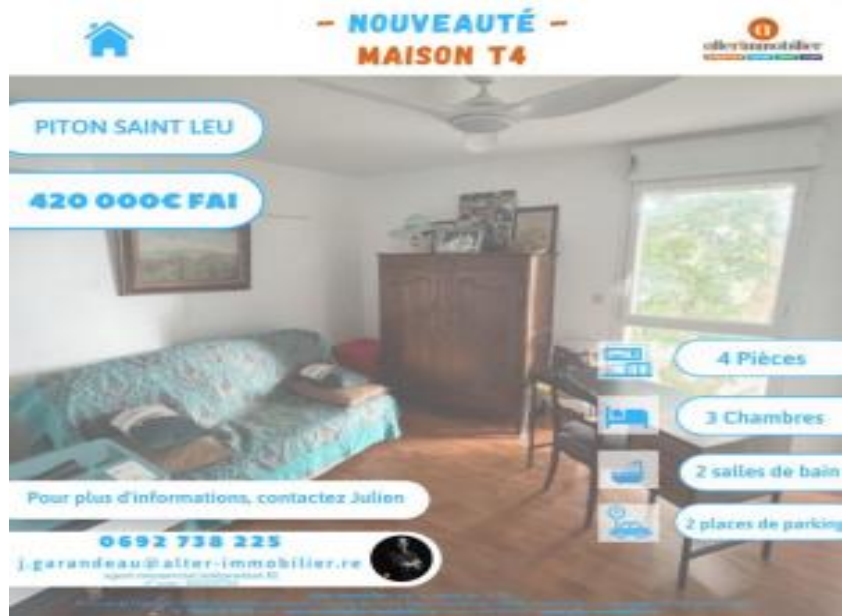 - NOUVEAUTÉ -
MAISON T4
alterimmobilier
PITON SAINT LEU
420 000€ FAI
4 Pièces
3 Chambres
2 salles de bain
2 places de parking
Pour plus d'informations, contactez Julien
0692 738 225
j.garandeau@alter-immobilier.re